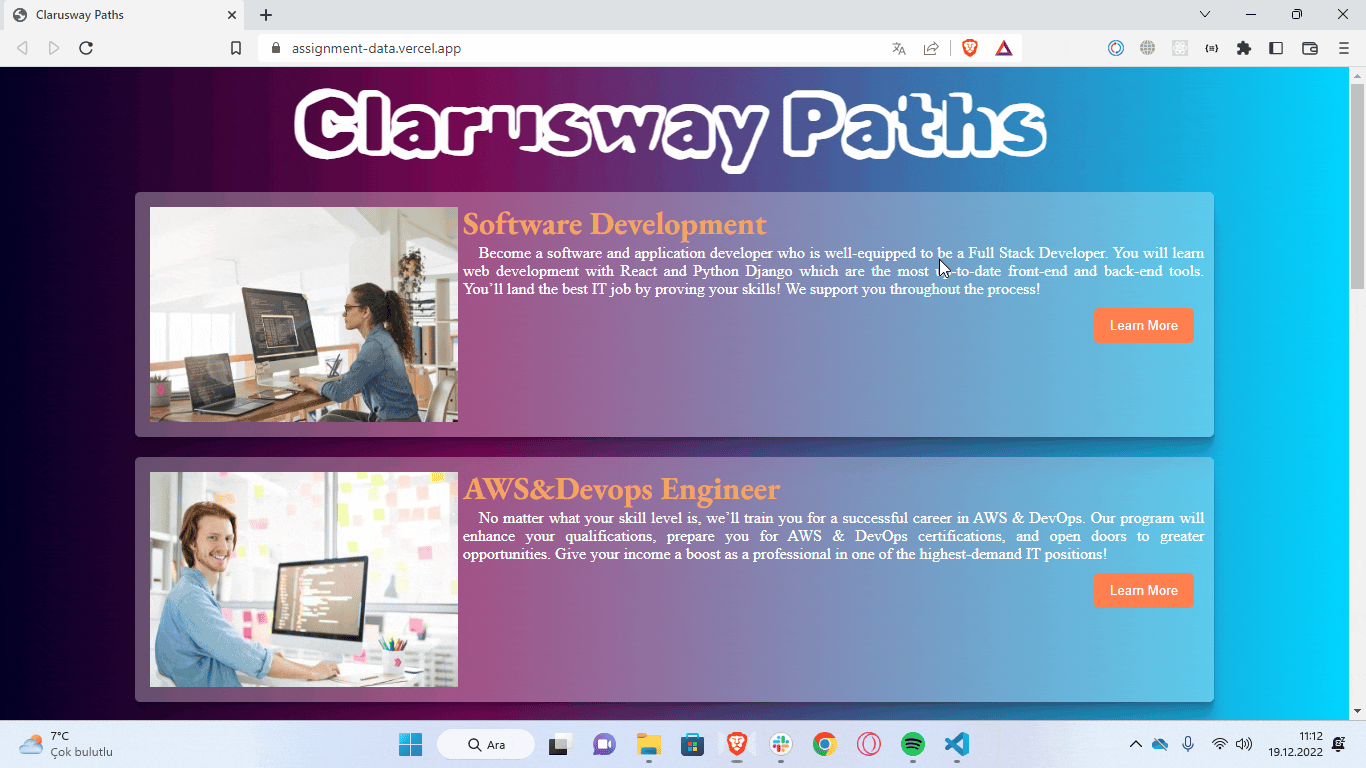 Clarusway Paths
assignment-data.vercel.app
Clarusway Paths
Software Development
Become a software and application developer who is well-equipped to be a Full Stack Developer. You will learn
web development with React and Python Django which are the most up-to-date front-end and back-end tools.
You’ll land the best IT job by proving your skills! We support you throughout the process!
Learn More
AWS&Devops Engineer
No matter what your skill level is, we’ll train you for a successful career in AWS & DevOps. Our program will
enhance your qualifications, prepare you for AWS & DevOps certifications, and open doors to greater
opportunities. Give your income a boost as a professional in one of the highest-demand IT positions!
Learn More
7°C
Çok bulutlu
Ara
11:12
19.12.2022